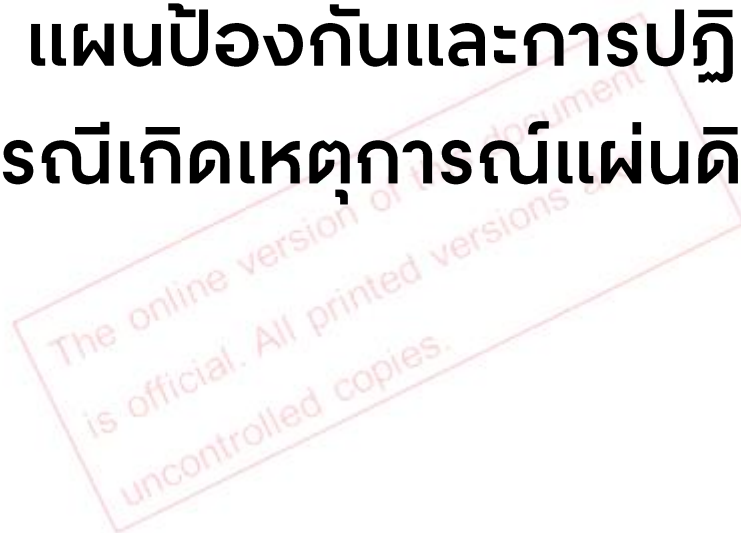 แผนป้องกันและการปฏิ
รณีเกิดเหตุการณ์แผ่นดิ
The online version of this document
is official. All printed versions are
uncontrolled copies.